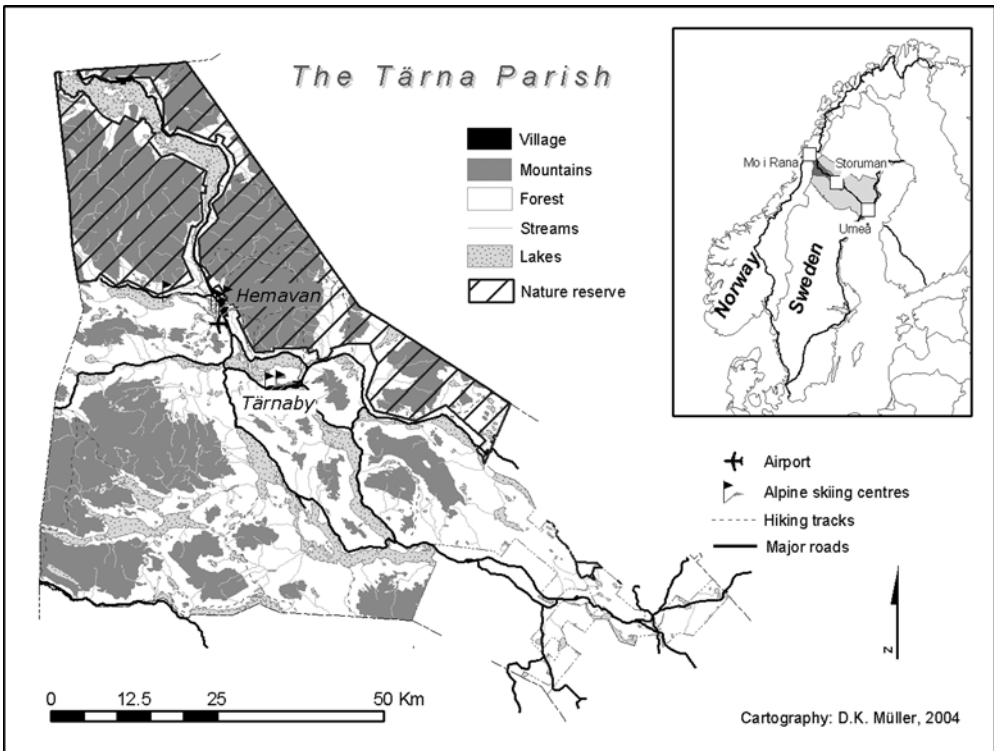 The Tärna Parish
Village
Mountains
Forest
Streams
Lakes
Nature reserve
Hemavan
Tärnaby
Mo i Rana
Storuman
Umeå
Norway
Sweden
Airport
Alpine skiing centres
Hiking tracks
Major roads
N
0 12.5 25 50 Km
Cartography: D.K. Müller, 2004